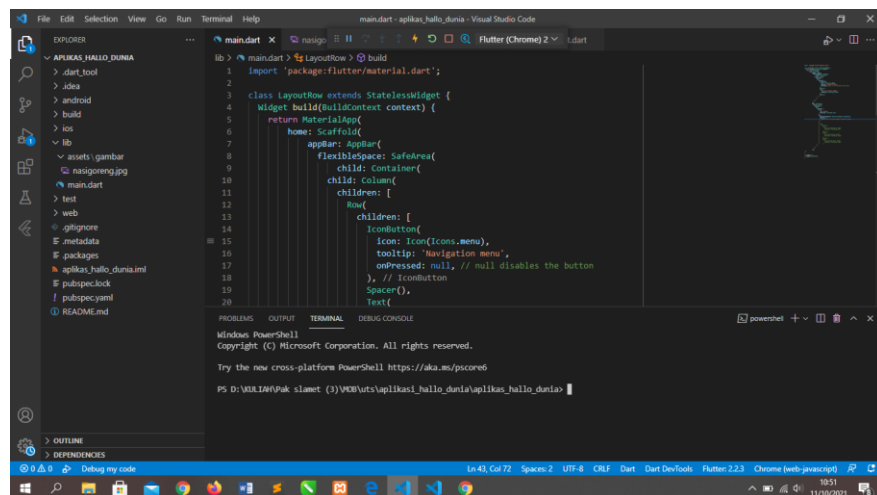 File Edit Selection View Go Run Terminal Help
main.dart - aplikas_hallo_dunia - Visual Studio Code
EXPLORER
APLIKAS_HALLO_DUNIA
.dart_tool
.idea
android
build
ios
lib
assets \ gambar
nasigoreng.jpg
main.dart
test
web
.gitignore
.metadata
.packages
aplikas_hallo_dunia.iml
pubspec.lock
pubspec.yaml
README.md
OUTLINE
DEPENDENCIES
main.dart nasigo Flutter (Chrome) 2 t.dart
lib > main.dart > LayoutRow > build
1 import 'package:flutter/material.dart';
2
3 class LayoutRow extends StatelessWidget {
4 Widget build(BuildContext context) {
5 return MaterialApp(
6 home: Scaffold(
7 appBar: AppBar(
8 flexibleSpace: SafeArea(
9 child: Container(
10 child: Column(
11 children: [
12 Row(
13 children: [
14 IconButton(
15 icon: Icon(Icons.menu),
16 tooltip: 'Navigation menu',
17 onPressed: null, // null disables the button
18 ), // IconButton
19 Spacer(),
20 Text(
PROBLEMS OUTPUT TERMINAL DEBUG CONSOLE
powershell
Windows PowerShell
Copyright (C) Microsoft Corporation. All rights reserved.
Try the new cross-platform PowerShell https://aka.ms/pscore6
PS D:\KULIAH\Pak slamet (3)\MOB\uts\aplikasi_hallo_dunia\aplikas_hallo_dunia>
0 0 Debug my code
Ln 43, Col 72 Spaces: 2 UTF-8 CRLF Dart Dart DevTools Flutter: 2.2.3 Chrome (web-javascript)
10:51
11/10/2021